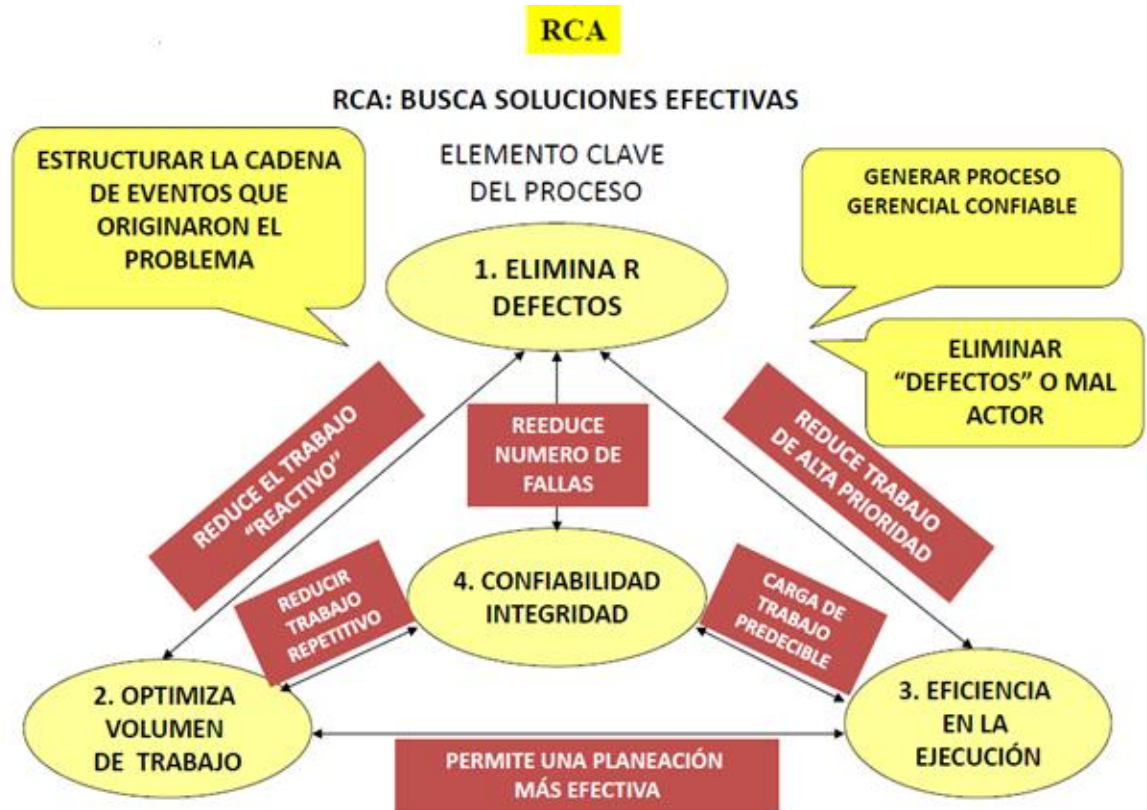 RCA
RCA: BUSCA SOLUCIONES EFECTIVAS
ESTRUCTURAR LA CADENA
DE EVENTOS QUE
ORIGINARON EL
PROBLEMA
ELEMENTO CLAVE
DEL PROCESO
GENERAR PROCESO
GERENCIAL CONFIABLE
1. ELIMINA R
DEFECTOS
ELIMINAR
“DEFECTOS” O MAL
ACTOR
REDUCE EL TRABAJO
“REACTIVO”
REEDUCE
NUMERO DE
FALLAS
REDUCE TRABAJO
DE ALTA PRIORIDAD
REDUCIR
TRABAJO
REPETITIVO
4. CONFIABILIDAD
INTEGRIDAD
CARGA DE
TRABAJO
PREDECIBLE
2. OPTIMIZA
VOLUMEN
DE TRABAJO
3. EFICIENCIA
EN LA
EJECUCIÓN
PERMITE UNA PLANEACIÓN
MÁS EFECTIVA